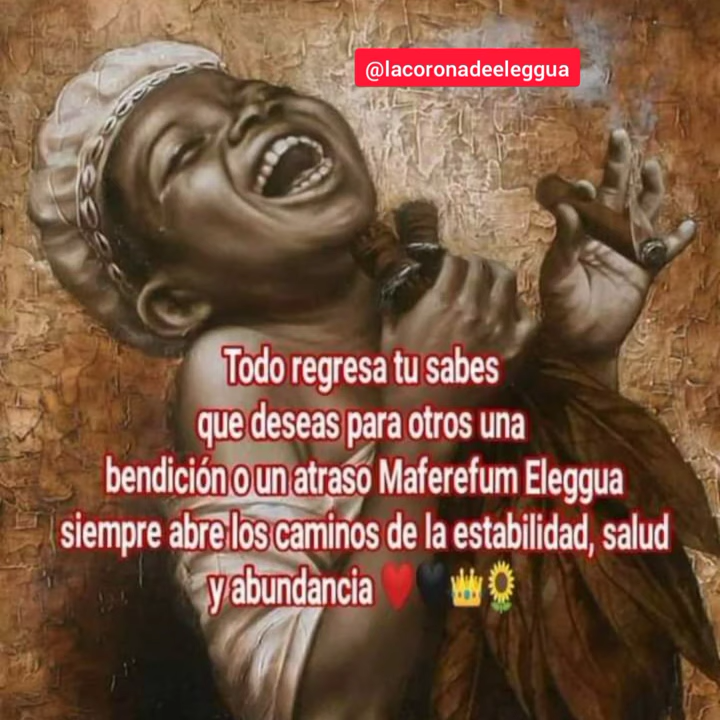 @lacoronadeeleggua
Todo regresa tu sabes
que deseas para otros una
bendición o un atraso Maferefum Eleggua
siempre abre los caminos de la estabilidad, salud
y abundancia ❤️🖤👑🌻